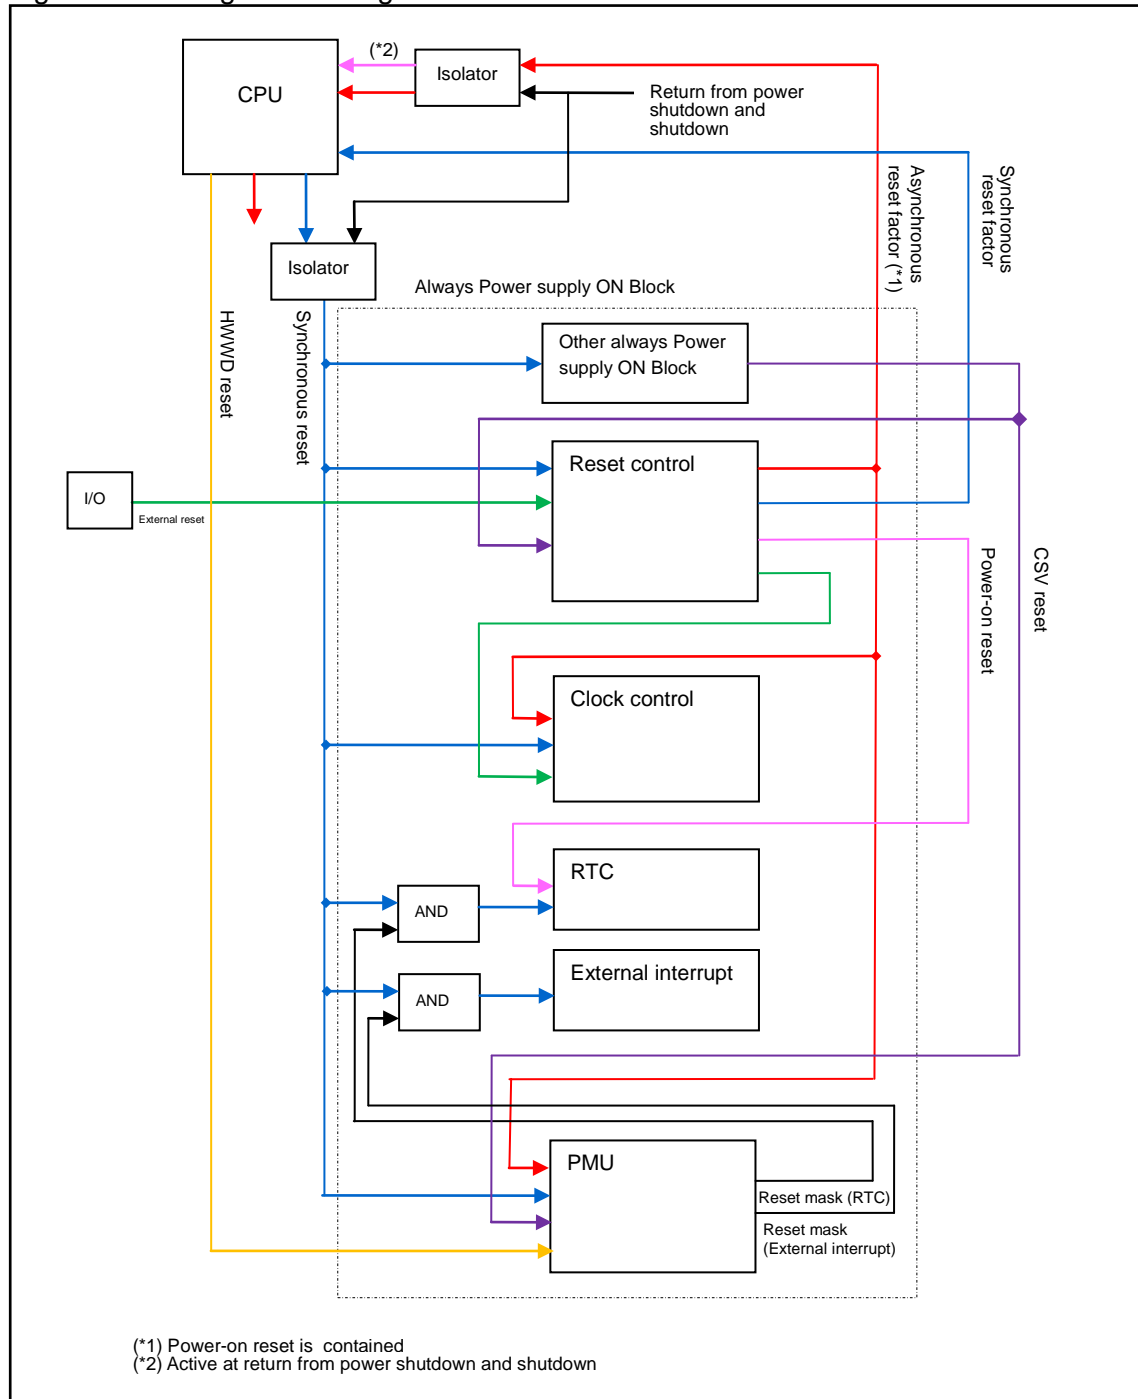 (*2)
CPU
Isolator
Return from power
shutdown and
shutdown
Asynchronous
reset factor (*1)
Synchronous
reset factor
Isolator
Always Power supply ON Block
HWWD reset
Synchronous reset
Other always Power
supply ON Block
Reset control
I/O
External reset
Power-on reset
CSV reset
Clock control
RTC
AND
External interrupt
AND
PMU
Reset mask (RTC)
Reset mask
(External interrupt)
(*1) Power-on reset is contained
(*2) Active at return from power shutdown and shutdown